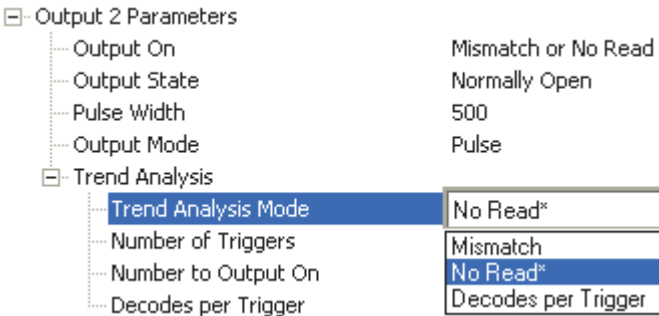 Output 2 Parameters
Output On Mismatch or No Read
Output State Normally Open
Pulse Width 500
Output Mode Pulse
Trend Analysis
Trend Analysis Mode No Read*
Number of Triggers Mismatch
Number to Output On No Read*
Decodes per Trigger Decodes per Trigger